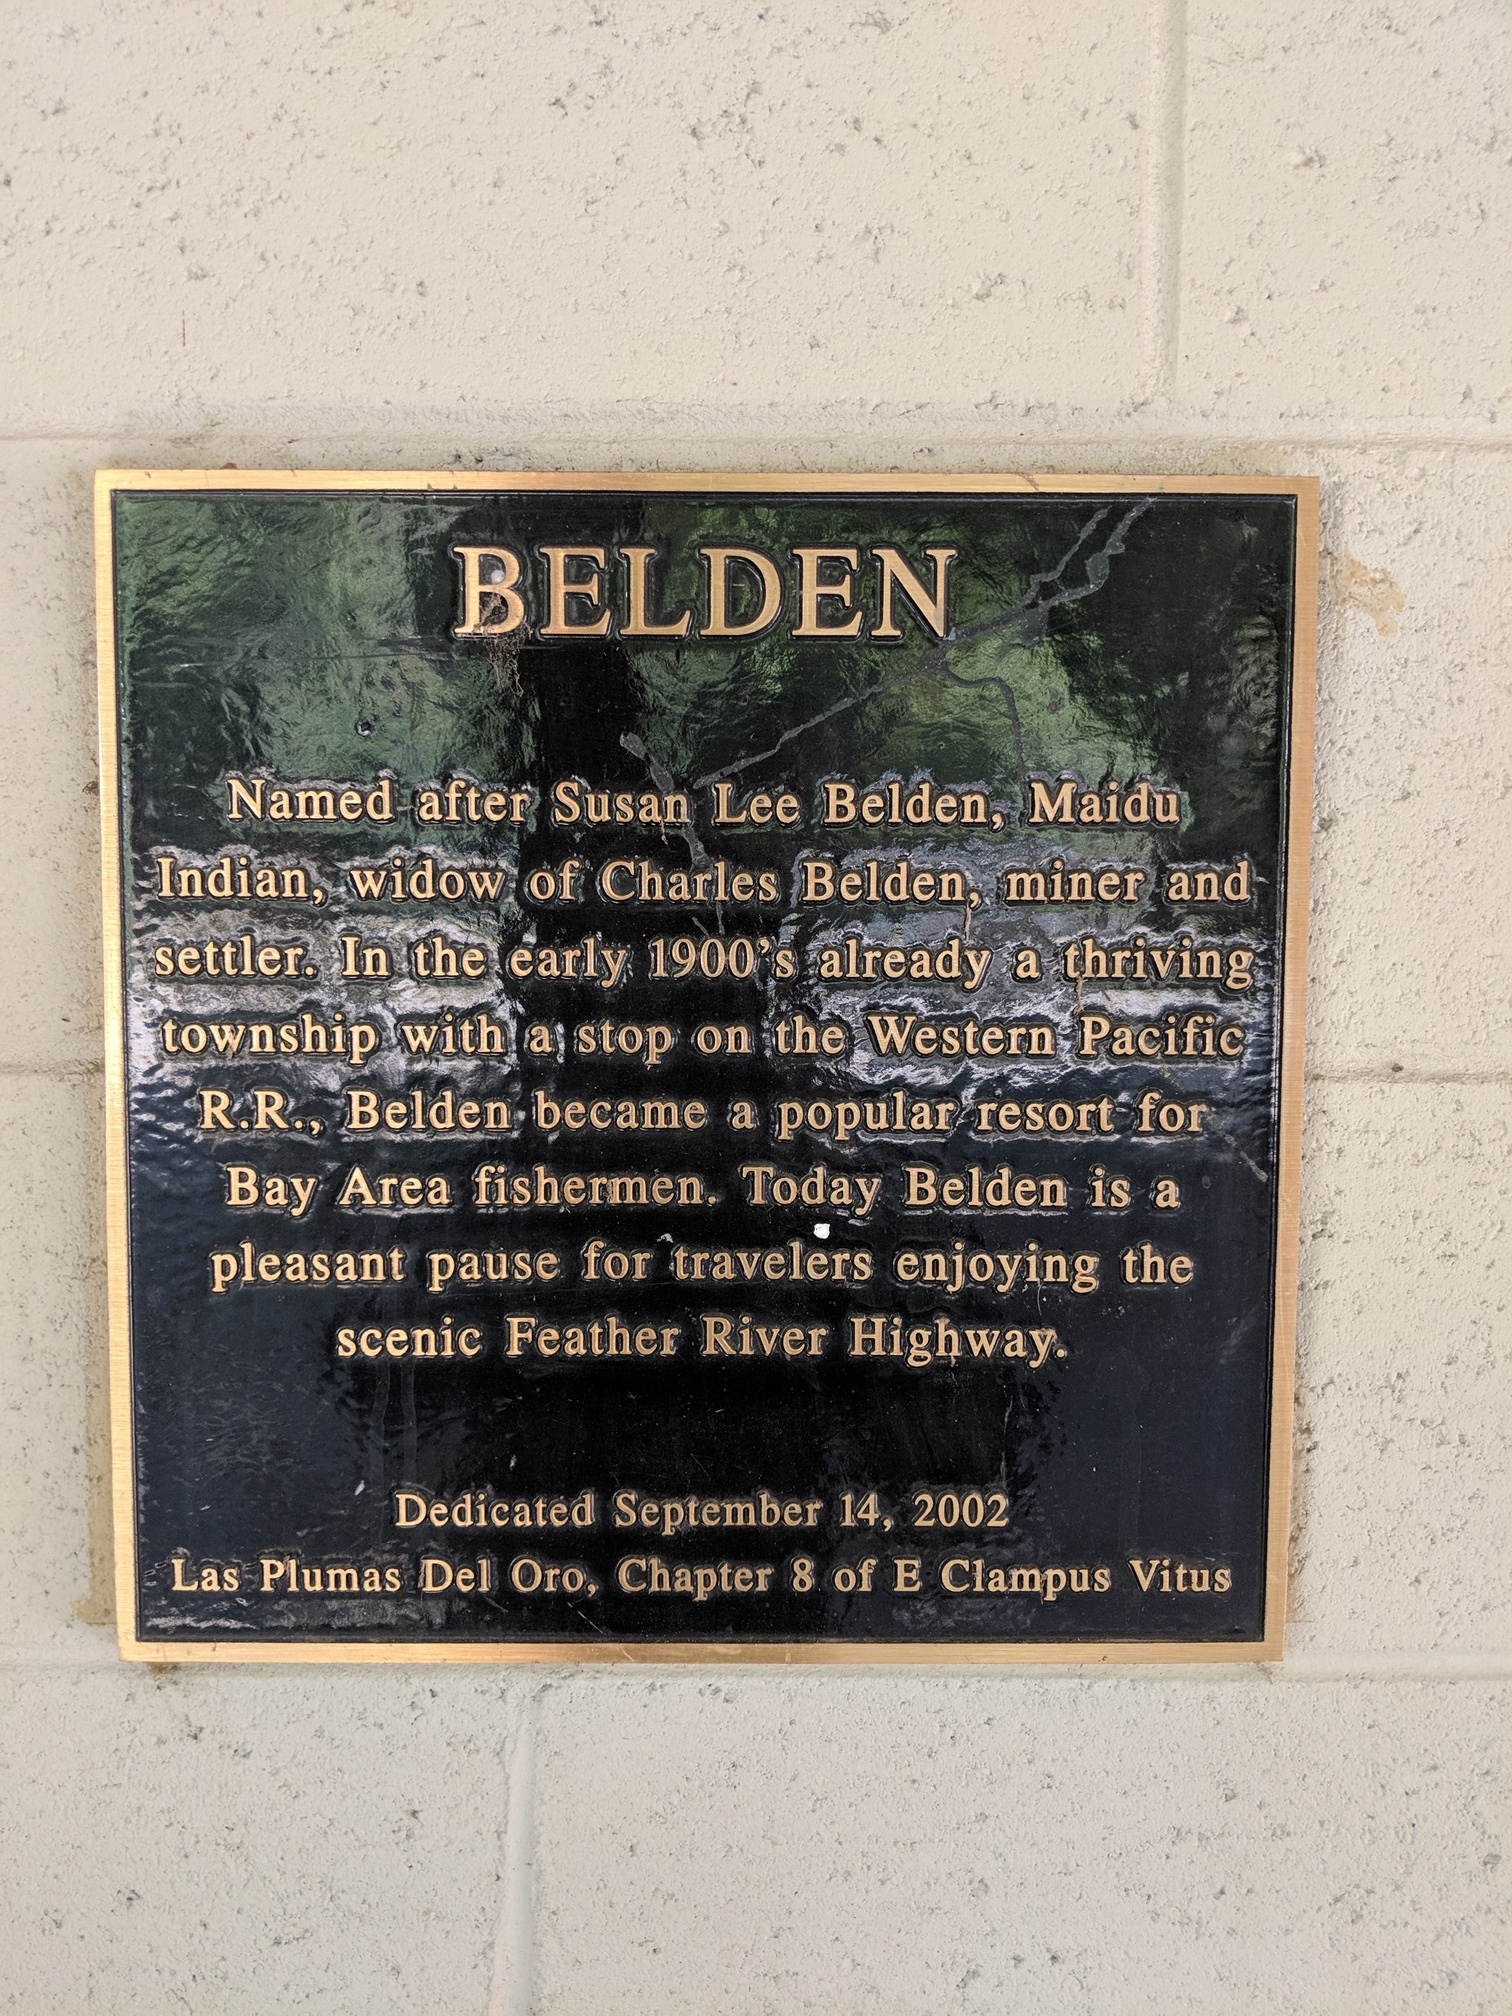 BELDEN
Named after Susan Lee Belden, Maidu
Indian, widow of Charles Belden, miner and
settler. In the early 1900's already a thriving
township with a stop on the Western Pacific
R.R., Belden became a popular resort for
Bay Area fishermen. Today Belden is a
pleasant pause for travelers enjoying the
scenic Feather River Highway.
Dedicated September 14, 2002
Las Plumas Del Oro, Chapter 8 of E Clampus Vitus